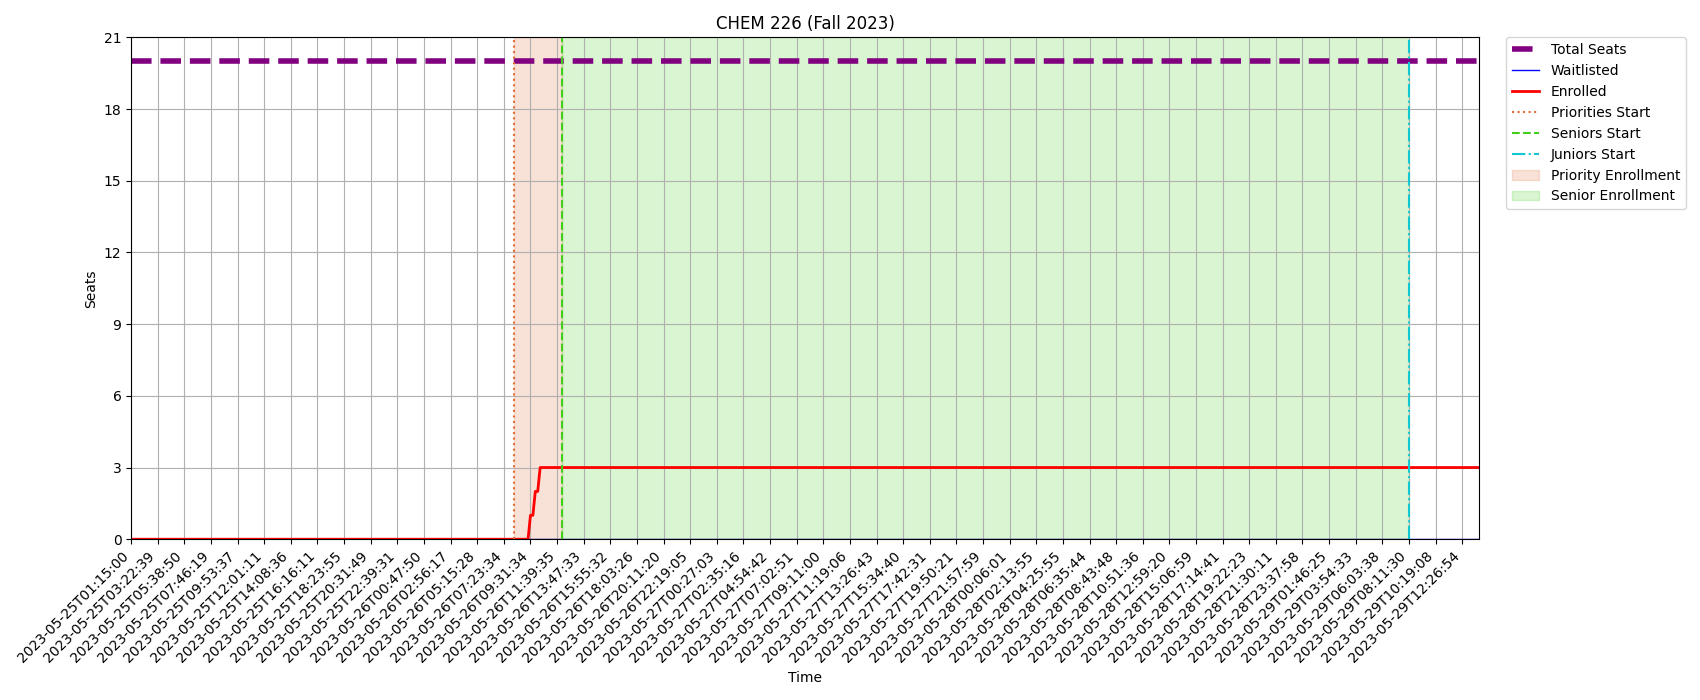 CHEM 226 (Fall 2023)
21
18
15
12
9
6
3
0
Seats
2023-05-25T01:15:00
2023-05-25T03:22:39
2023-05-25T05:38:50
2023-05-25T07:46:19
2023-05-25T09:53:37
2023-05-25T12:01:11
2023-05-25T14:08:36
2023-05-25T16:16:11
2023-05-25T18:23:55
2023-05-25T20:31:49
2023-05-25T22:39:31
2023-05-26T00:47:50
2023-05-26T02:56:17
2023-05-26T05:15:28
2023-05-26T07:23:34
2023-05-26T09:31:34
2023-05-26T11:39:35
2023-05-26T13:47:33
2023-05-26T15:55:32
2023-05-26T18:03:26
2023-05-26T20:11:20
2023-05-26T22:19:05
2023-05-27T00:27:03
2023-05-27T02:35:16
2023-05-27T04:54:42
2023-05-27T07:02:51
2023-05-27T09:11:00
2023-05-27T11:19:06
2023-05-27T13:26:43
2023-05-27T15:34:40
2023-05-27T17:42:31
2023-05-27T19:50:21
2023-05-27T21:57:59
2023-05-28T00:06:01
2023-05-28T02:13:55
2023-05-28T04:25:55
2023-05-28T06:35:44
2023-05-28T08:43:48
2023-05-28T10:51:36
2023-05-28T12:59:20
2023-05-28T15:06:59
2023-05-28T17:14:41
2023-05-28T19:22:23
2023-05-28T21:30:11
2023-05-28T23:37:58
2023-05-29T01:46:25
2023-05-29T03:54:33
2023-05-29T06:03:38
2023-05-29T08:11:30
2023-05-29T10:19:08
2023-05-29T12:26:54
Time
Total Seats
Waitlisted
Enrolled
Priorities Start
Seniors Start
Juniors Start
Priority Enrollment
Senior Enrollment